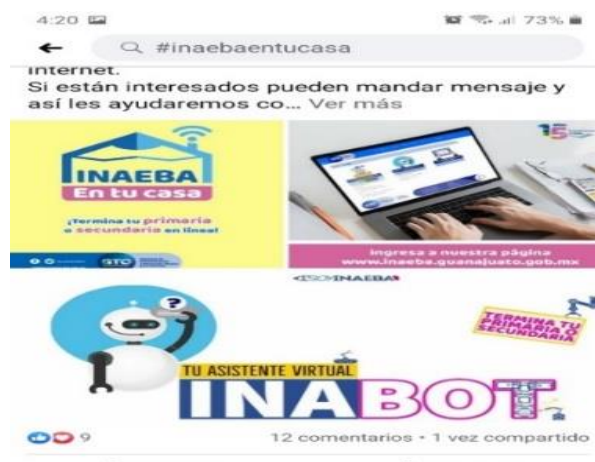 4:20
73%
#inaebaentucasa
internet.
Si están interesados pueden mandar mensaje y
así les ayudaremos co... Ver más
INAEBA
En tu casa
¡Termina tu primaria
o secundaria en línea!
GTO
15
ingresa a nuestra página
www.inaeba.guanajuato.gob.mx
INAEBA
?
TERMINA TU
PRIMARIA O
SECUNDARIA
TU ASISTENTE VIRTUAL
INABOT
9
12 comentarios • 1 vez compartido